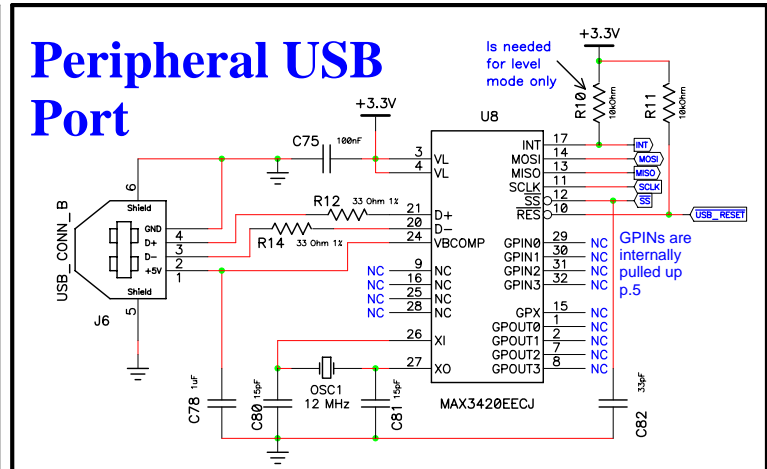 Peripheral USB
Port
Is needed
for level
mode only
+3.3V
R10
10kOhm
R11
10kOhm
+3.3V
C75
100nF
U8
3
VL
4
VL
INT
17
INT
MOSI
14
MOSI
MISO
13
MISO
SCLK
11
SCLK
SS
12
SS
RES
10
USB_RESET
6
Shield
GND
4
D+
3
D-
2
+5V
1
Shield
5
USB_CONN_B
J6
R12
33 Ohm 1%
21
D+
R14
33 Ohm 1%
20
D-
24
VBCOMP
NC
9
NC
NC
16
NC
NC
25
NC
NC
28
NC
GPIN0
29
NC
GPIN1
30
NC
GPIN2
31
NC
GPIN3
32
NC
GPINs are
internally
pulled up
p.5
GPX
15
NC
GPOUT0
1
NC
GPOUT1
2
NC
GPOUT2
7
NC
GPOUT3
8
NC
26
XI
27
XO
OSC1
12 MHz
MAX3420EECJ
C78
1uF
C80
15pF
C81
15pF
C82
33pF